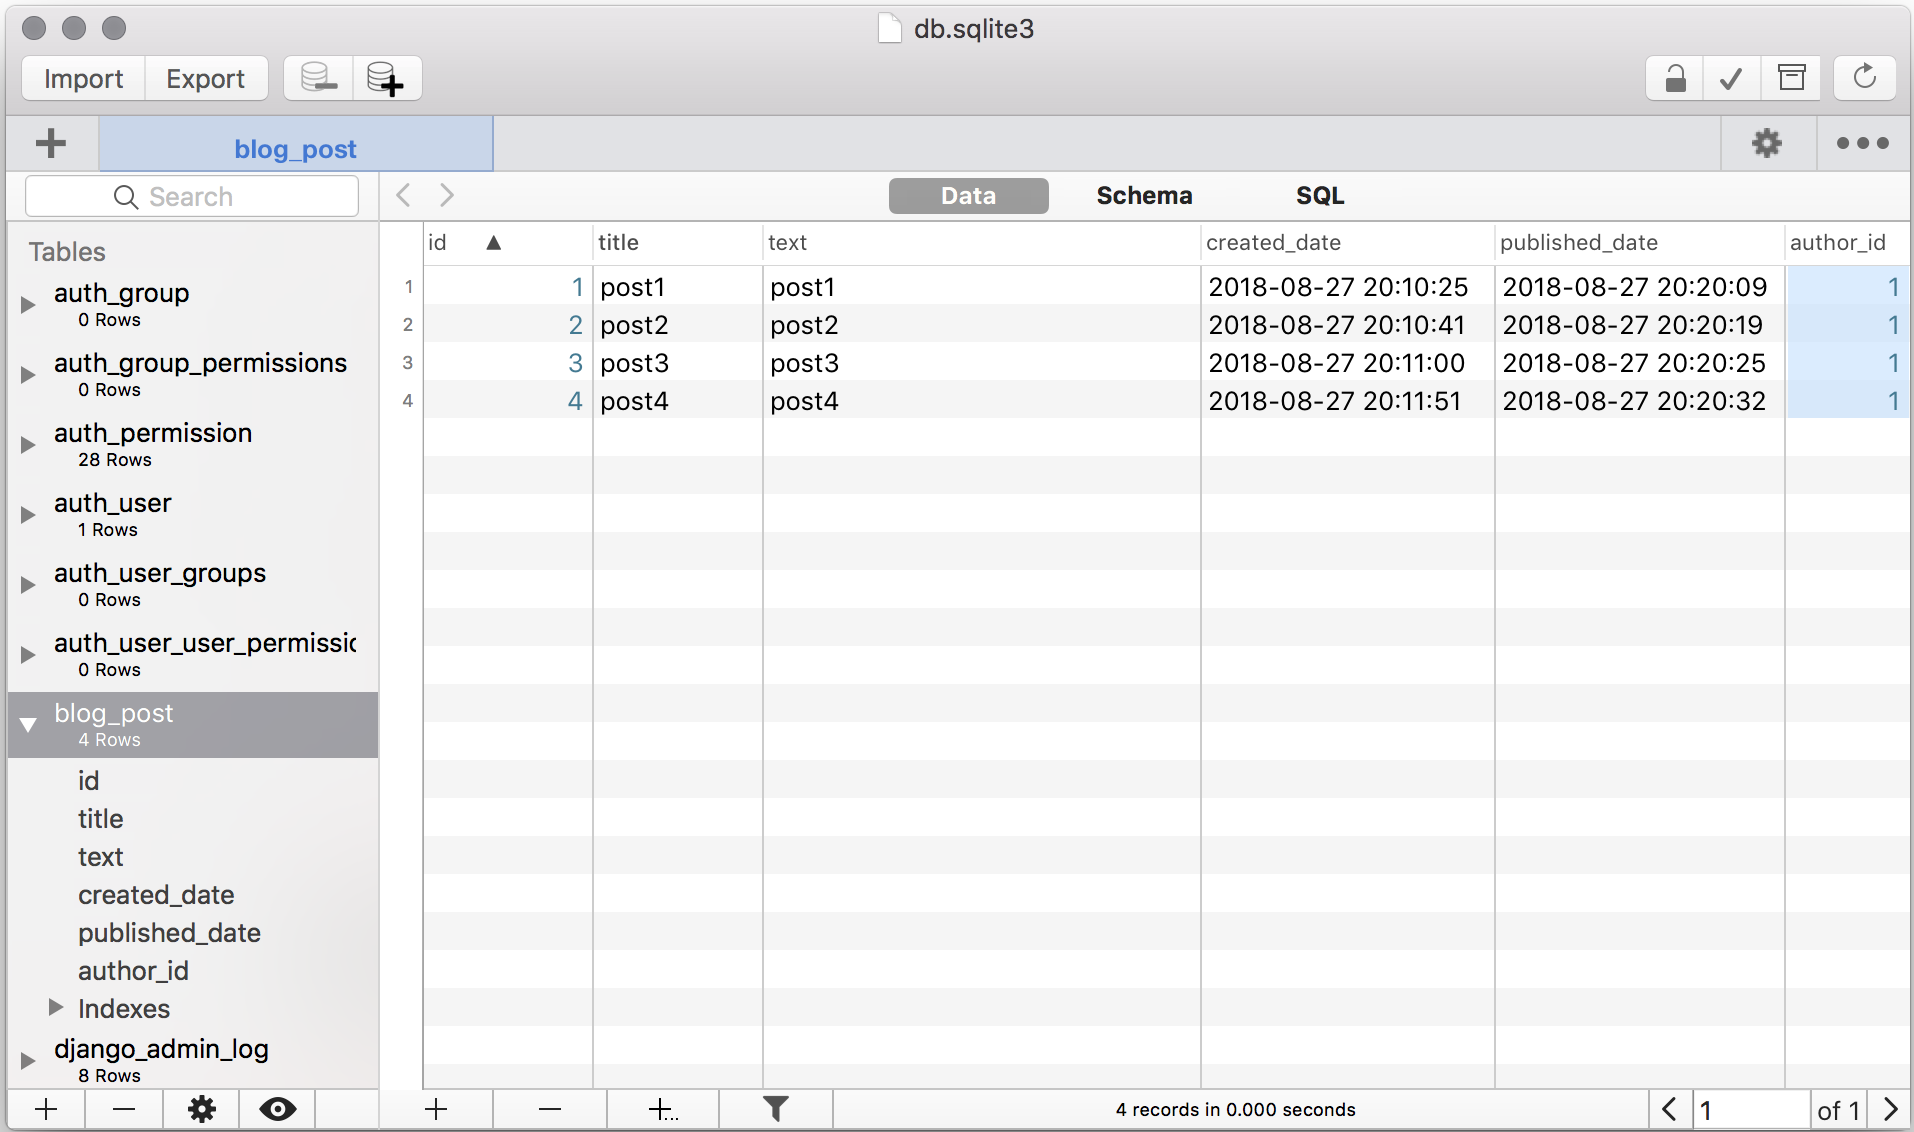 db.sqlite3
Import Export
blog_post
Search
Data Schema SQL
Tables
auth_group
0 Rows
auth_group_permissions
0 Rows
auth_permission
28 Rows
auth_user
1 Rows
auth_user_groups
0 Rows
auth_user_user_permissic
0 Rows
blog_post
4 Rows
id
title
text
created_date
published_date
author_id
Indexes
django_admin_log
8 Rows
id ▲ title text created_date published_date author_id
1 1 post1 post1 2018-08-27 20:10:25 2018-08-27 20:20:09 1
2 2 post2 post2 2018-08-27 20:10:41 2018-08-27 20:20:19 1
3 3 post3 post3 2018-08-27 20:11:00 2018-08-27 20:20:25 1
4 4 post4 post4 2018-08-27 20:11:51 2018-08-27 20:20:32 1
4 records in 0.000 seconds
1 of 1